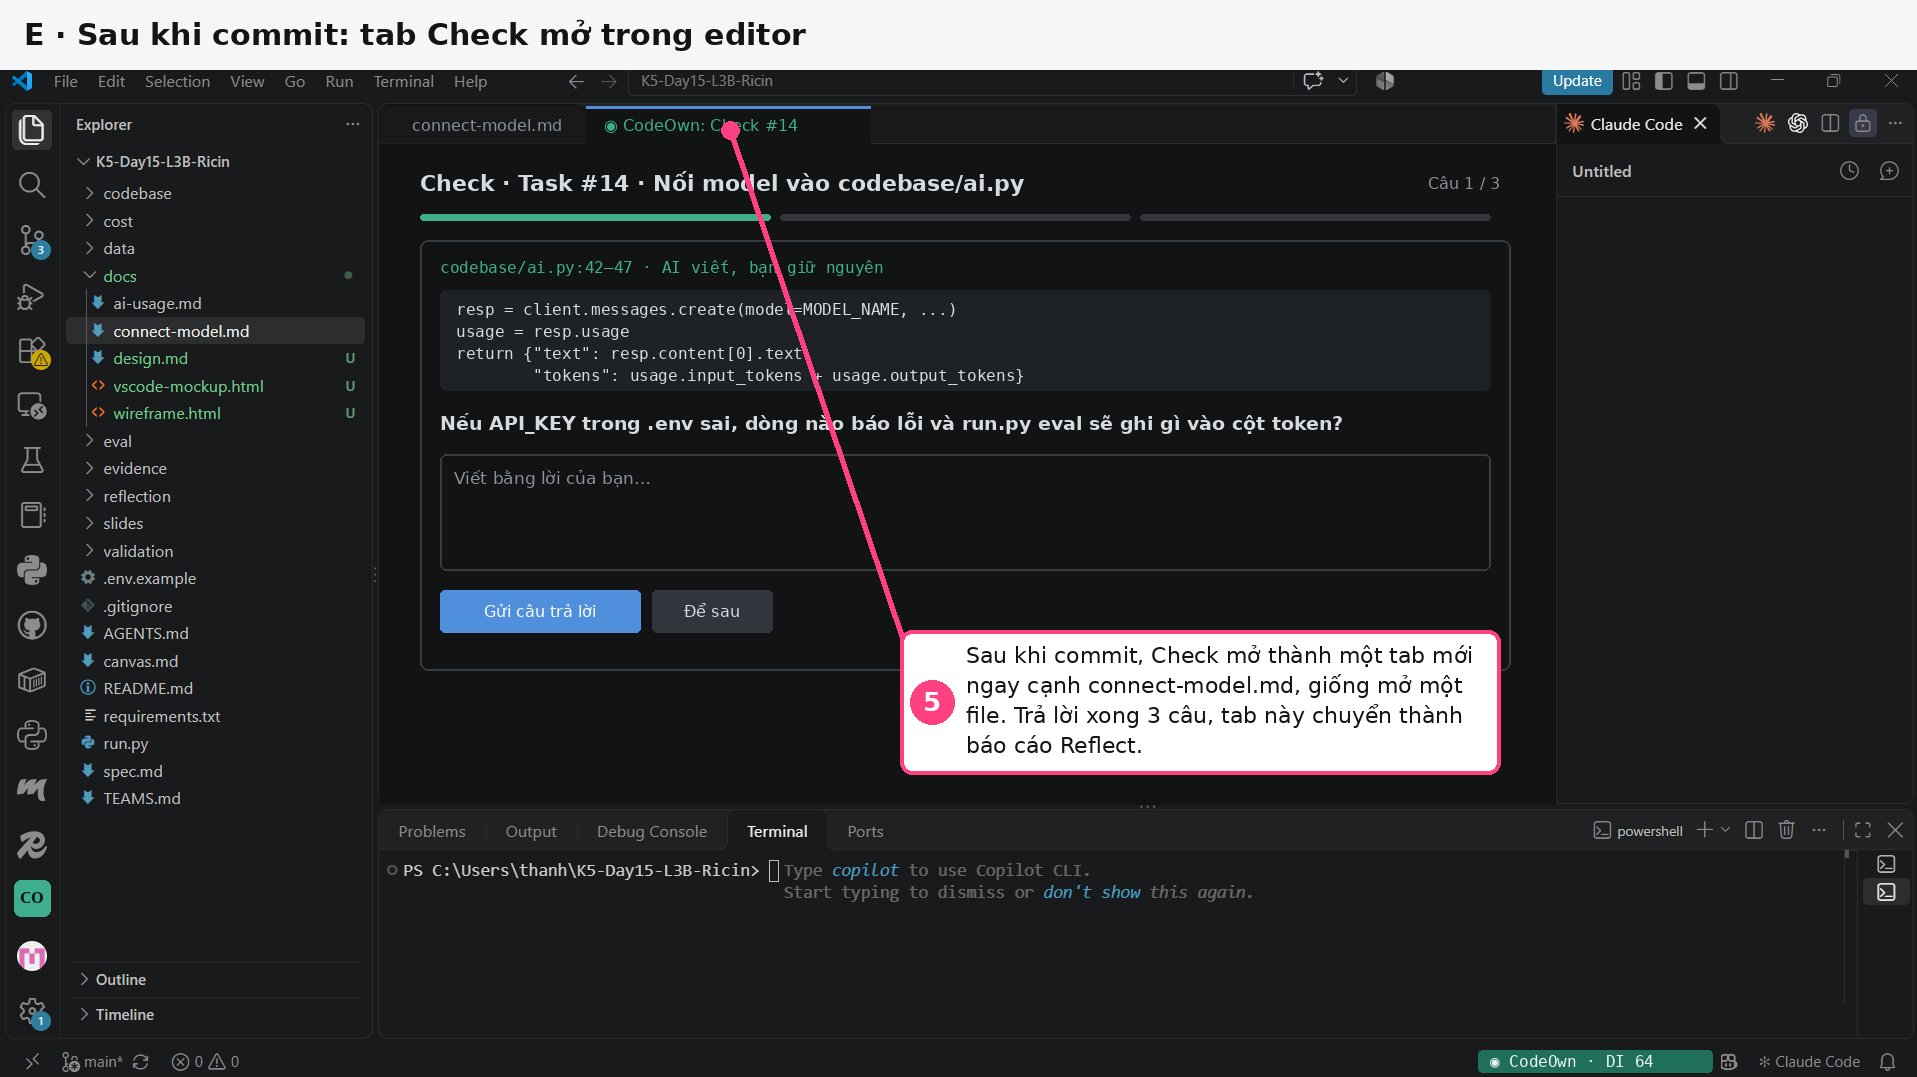 E · Sau khi commit: tab Check mở trong editor
File Edit Selection View Go Run Terminal Help
K5-Day15-L3B-Ricin
Update
Explorer
K5-Day15-L3B-Ricin
codebase
cost
data
docs
ai-usage.md
connect-model.md
design.md U
vscode-mockup.html U
wireframe.html U
eval
evidence
reflection
slides
validation
.env.example
.gitignore
AGENTS.md
canvas.md
README.md
requirements.txt
run.py
spec.md
TEAMS.md
Outline
Timeline
3
CO
1
connect-model.md
CodeOwn: Check #14
Check · Task #14 · Nối model vào codebase/ai.py
Câu 1 / 3
codebase/ai.py:42–47 · AI viết, bạn giữ nguyên
resp = client.messages.create(model=MODEL_NAME, ...)
usage = resp.usage
return {"text": resp.content[0].text
"tokens": usage.input_tokens + usage.output_tokens}
Nếu API_KEY trong .env sai, dòng nào báo lỗi và run.py eval sẽ ghi gì vào cột token?
Viết bằng lời của bạn...
Gửi câu trả lời
Để sau
5
Sau khi commit, Check mở thành một tab mới
ngay cạnh connect-model.md, giống mở một
file. Trả lời xong 3 câu, tab này chuyển thành
báo cáo Reflect.
Claude Code
Untitled
Problems Output Debug Console Terminal Ports
powershell
PS C:\Users\thanh\K5-Day15-L3B-Ricin> Type copilot to use Copilot CLI.
Start typing to dismiss or don't show this again.
main* 0 0
CodeOwn · DI 64
Claude Code